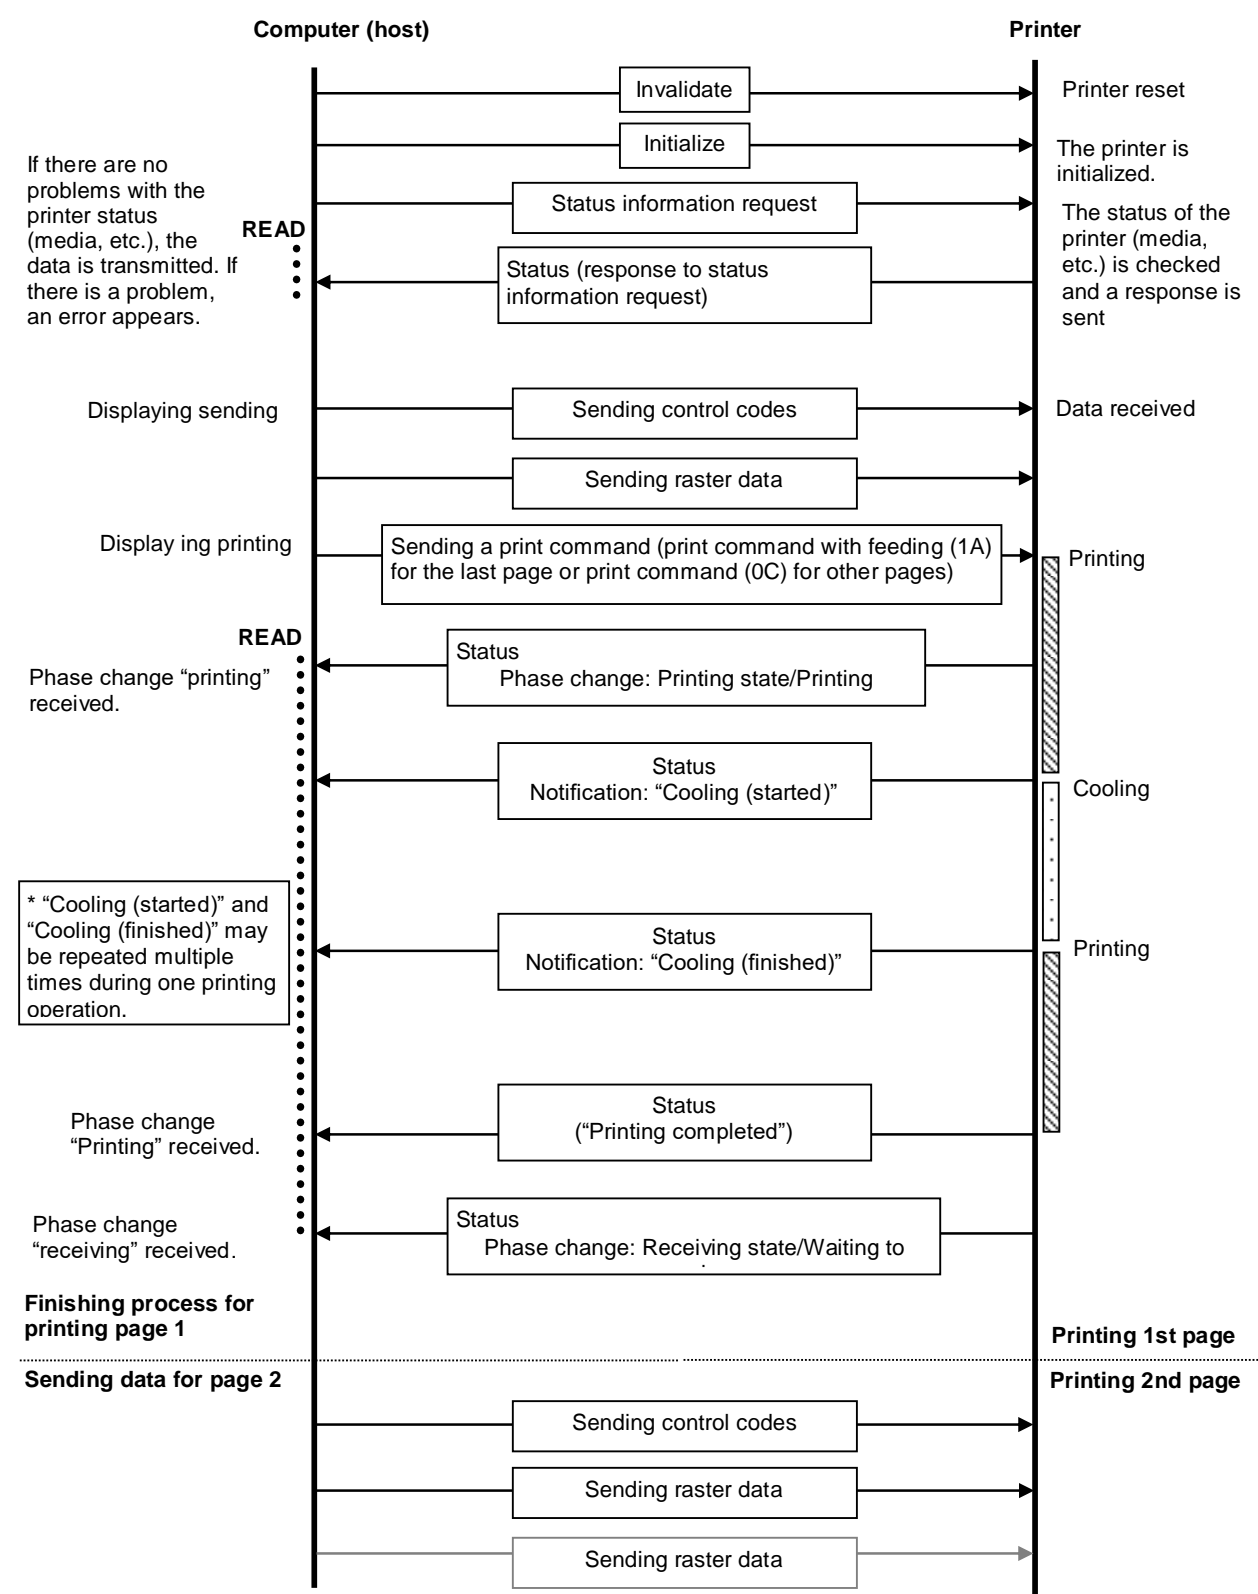 Computer (host)
Printer
Invalidate
Printer reset
Initialize
The printer is
initialized.
If there are no
problems with the
printer status
(media, etc.), the
data is transmitted. If
there is a problem,
an error appears.
READ
Status information request
The status of the
printer (media,
etc.) is checked
and a response is
sent
Status (response to status
information request)
Displaying sending
Sending control codes
Data received
Sending raster data
Display ing printing
Sending a print command (print command with feeding (1A)
for the last page or print command (0C) for other pages)
Printing
READ
Phase change “printing”
received.
Status
Phase change: Printing state/Printing
Status
Notification: “Cooling (started)”
Cooling
* “Cooling (started)” and
“Cooling (finished)” may
be repeated multiple
times during one printing
operation.
Status
Notification: “Cooling (finished)”
Printing
Phase change
“Printing” received.
Status
(“Printing completed”)
Phase change
“receiving” received.
Status
Phase change: Receiving state/Waiting to
Finishing process for
printing page 1
Printing 1st page
Sending data for page 2
Printing 2nd page
Sending control codes
Sending raster data
Sending raster data